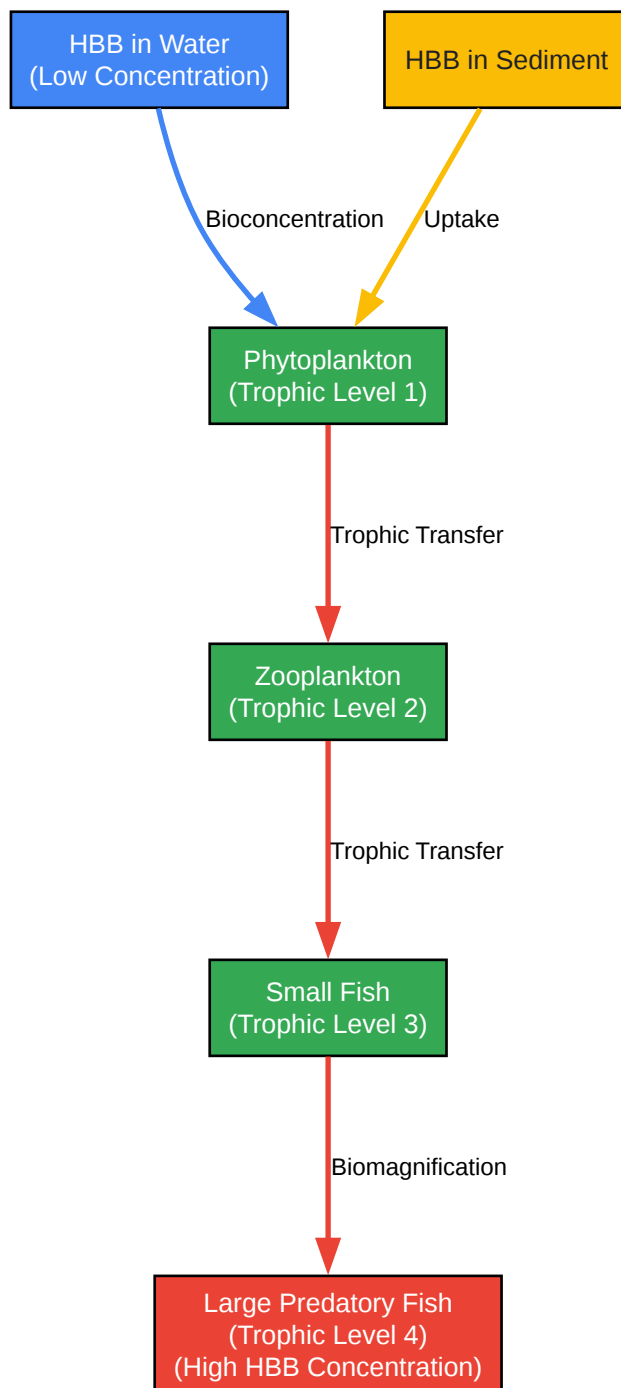 HBB in Water
(Low Concentration)
HBB in Sediment
Bioconcentration
Uptake
Phytoplankton
(Trophic Level 1)
Trophic Transfer
Zooplankton
(Trophic Level 2)
Trophic Transfer
Small Fish
(Trophic Level 3)
Biomagnification
Large Predatory Fish
(Trophic Level 4)
(High HBB Concentration)